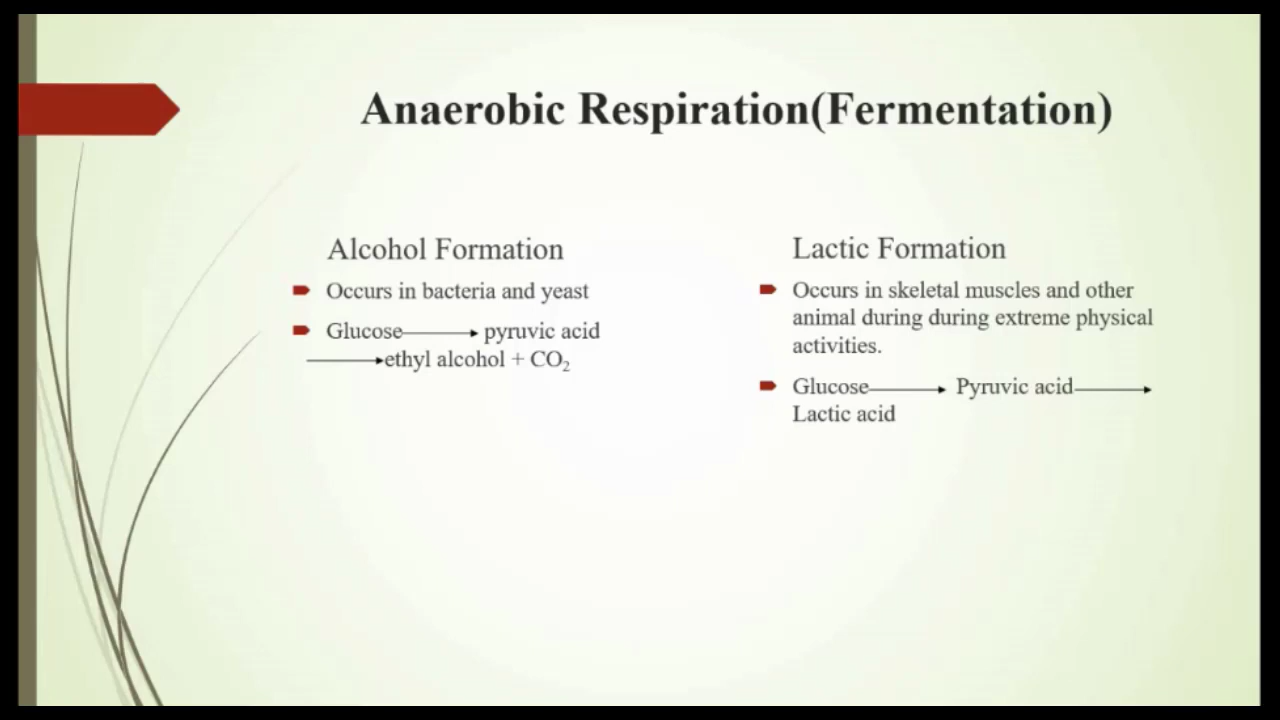 Anaerobic Respiration(Fermentation)
Alcohol Formation
Occurs in bacteria and yeast
Glucose → pyruvic acid
→ ethyl alcohol + CO₂
Lactic Formation
Occurs in skeletal muscles and other
animal during during extreme physical
activities.
Glucose → Pyruvic acid →
Lactic acid